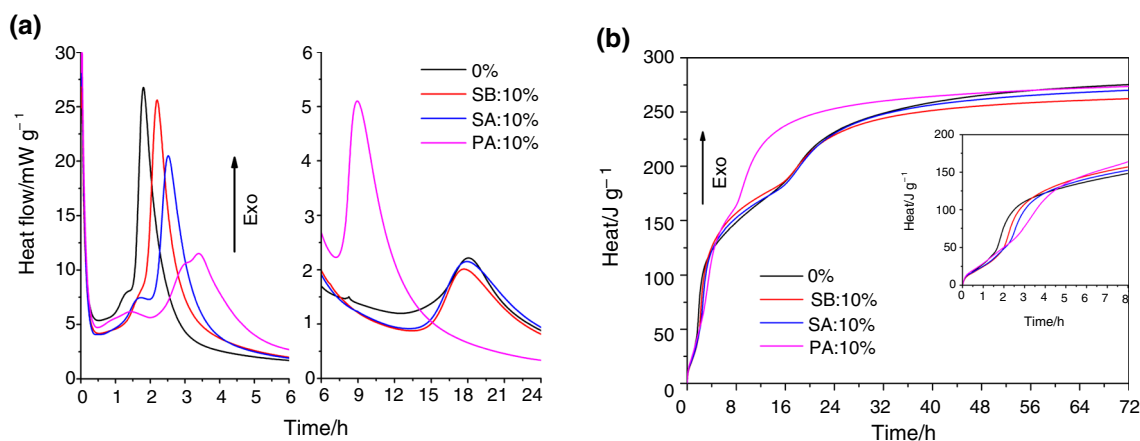 (a)
Heat flow/mW g⁻¹
30
25
20
15
10
5
0
0 1 2 3 4 5 6
Exo
6
5
4
3
2
1
0
6 9 12 15 18 21 24
0%
SB:10%
SA:10%
PA:10%
Time/h
(b)
Heat/J g⁻¹
300
250
200
150
100
50
0
0 8 16 24 32 40 48 56 64 72
Exo
0%
SB:10%
SA:10%
PA:10%
Time/h
Heat/J g⁻¹
200
150
100
50
0
0 1 2 3 4 5 6 7 8
Time/h